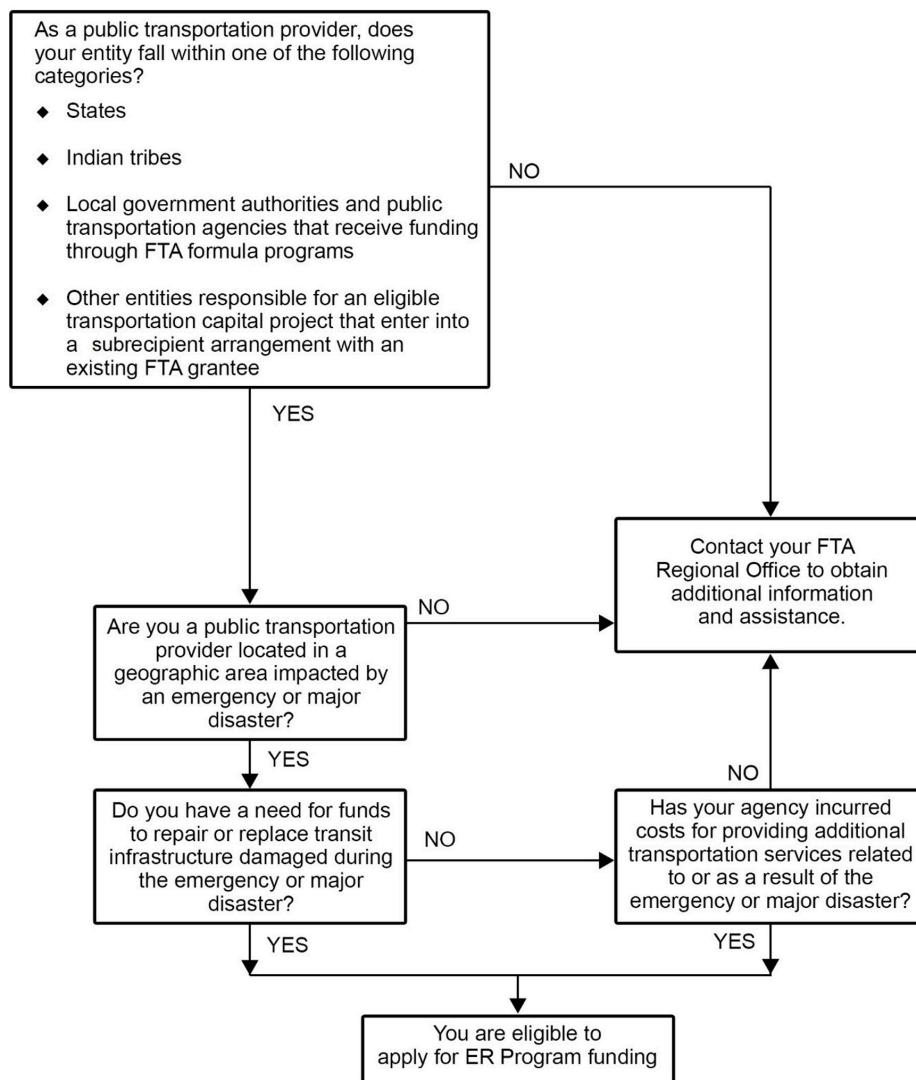 As a public transportation provider, does
your entity fall within one of the following
categories?
◆ States
◆ Indian tribes
◆ Local government authorities and public
transportation agencies that receive funding
through FTA formula programs
◆ Other entities responsible for an eligible
transportation capital project that enter into
a subrecipient arrangement with an
existing FTA grantee
NO
YES
Contact your FTA
Regional Office to obtain
additional information
and assistance.
Are you a public transportation
provider located in a
geographic area impacted by
an emergency or major
disaster?
NO
YES
Do you have a need for funds
to repair or replace transit
infrastructure damaged during
the emergency or major
disaster?
NO
YES
Has your agency incurred
costs for providing additional
transportation services related
to or as a result of the
emergency or major disaster?
NO
YES
You are eligible to
apply for ER Program funding